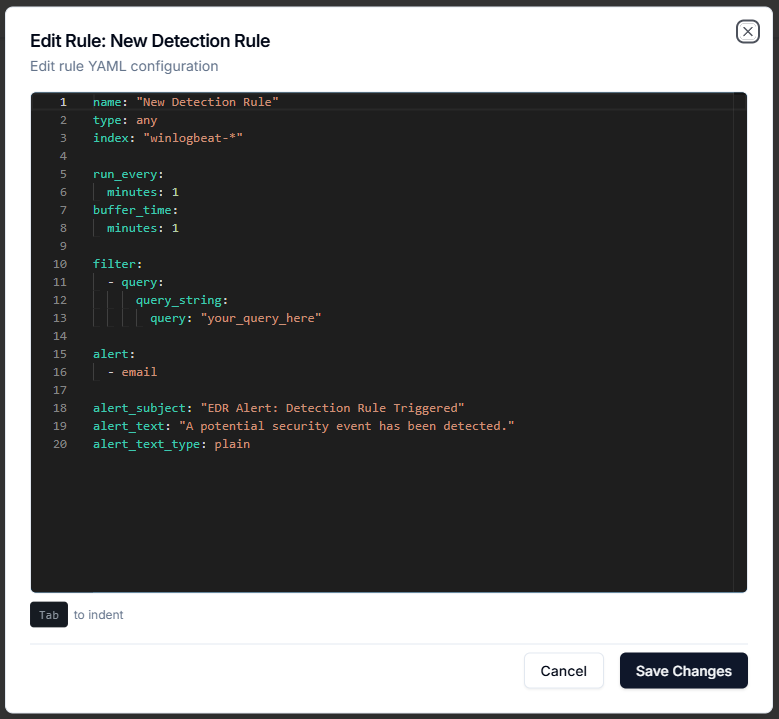 Edit Rule: New Detection Rule
Edit rule YAML configuration
1 name: "New Detection Rule"
2 type: any
3 index: "winlogbeat-*"
4
5 run_every:
6   minutes: 1
7 buffer_time:
8   minutes: 1
9
10 filter:
11   - query:
12       query_string:
13         query: "your_query_here"
14
15 alert:
16   - email
17
18 alert_subject: "EDR Alert: Detection Rule Triggered"
19 alert_text: "A potential security event has been detected."
20 alert_text_type: plain
Tab to indent
Cancel Save Changes